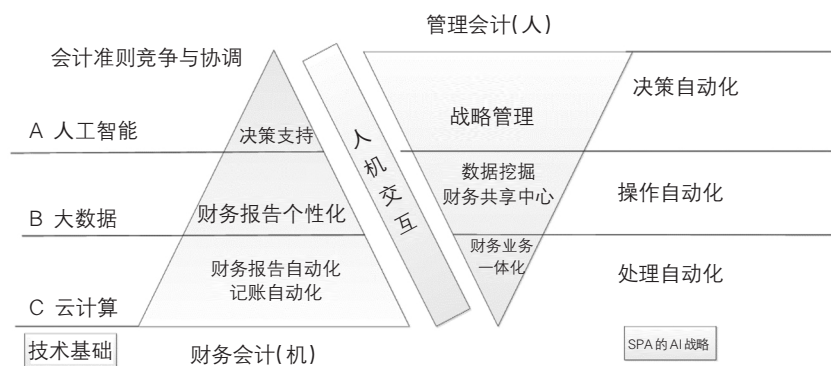 管理会计(人)
会计准则竞争与协调
决策自动化
战略管理
A 人工智能
决策支持
人机交互
数据挖掘
财务共享中心
操作自动化
B 大数据
财务报告个性化
财务业务
一体化
财务报告自动化
记账自动化
处理自动化
C 云计算
技术基础
财务会计(机)
SPA的AI战略